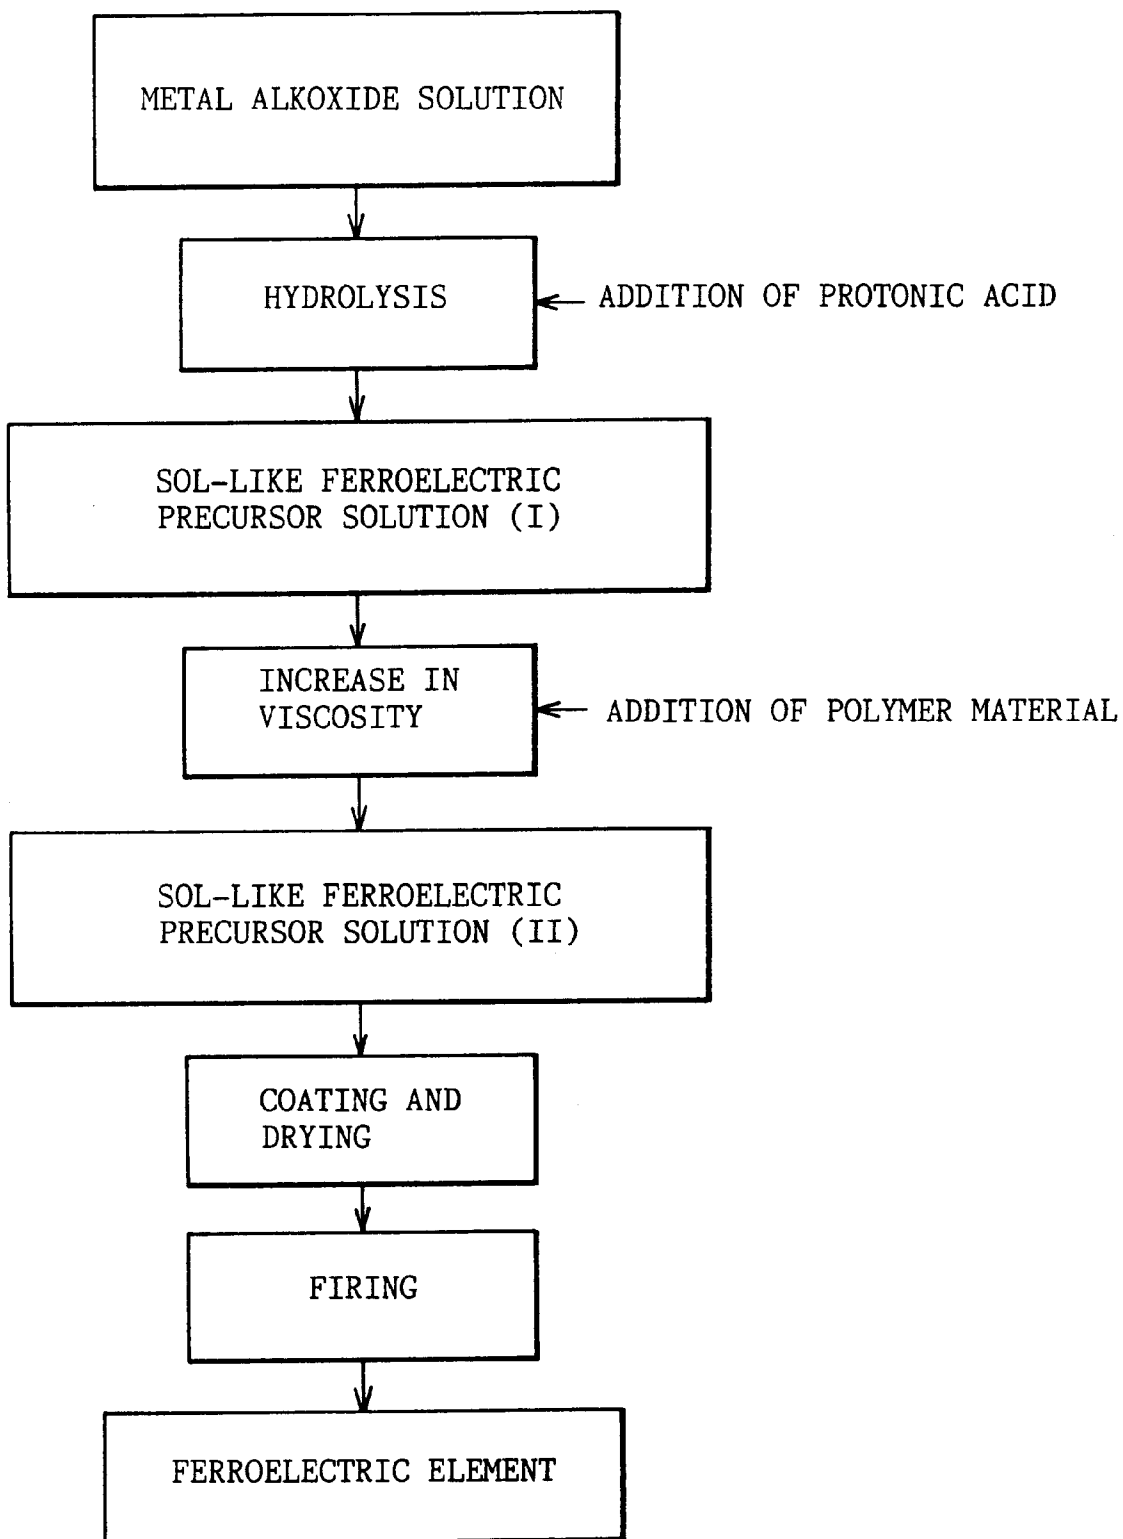 METAL ALKOXIDE SOLUTION
HYDROLYSIS
ADDITION OF PROTONIC ACID
SOL-LIKE FERROELECTRIC
PRECURSOR SOLUTION (I)
INCREASE IN
VISCOSITY
ADDITION OF POLYMER MATERIAL
SOL-LIKE FERROELECTRIC
PRECURSOR SOLUTION (II)
COATING AND
DRYING
FIRING
FERROELECTRIC ELEMENT